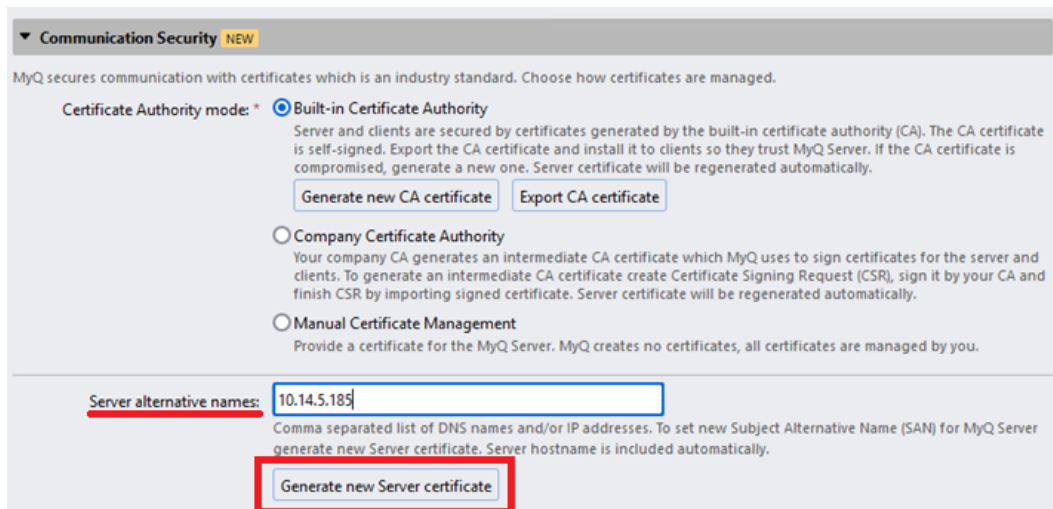 Communication Security NEW
MyQ secures communication with certificates which is an industry standard. Choose how certificates are managed.
Certificate Authority mode: * Built-in Certificate Authority
Server and clients are secured by certificates generated by the built-in certificate authority (CA). The CA certificate
is self-signed. Export the CA certificate and install it to clients so they trust MyQ Server. If the CA certificate is
compromised, generate a new one. Server certificate will be regenerated automatically.
Generate new CA certificate Export CA certificate
Company Certificate Authority
Your company CA generates an intermediate CA certificate which MyQ uses to sign certificates for the server and
clients. To generate an intermediate CA certificate create Certificate Signing Request (CSR), sign it by your CA and
finish CSR by importing signed certificate. Server certificate will be regenerated automatically.
Manual Certificate Management
Provide a certificate for the MyQ Server. MyQ creates no certificates, all certificates are managed by you.
Server alternative names: 10.14.5.185
Comma separated list of DNS names and/or IP addresses. To set new Subject Alternative Name (SAN) for MyQ Server
generate new Server certificate. Server hostname is included automatically.
Generate new Server certificate